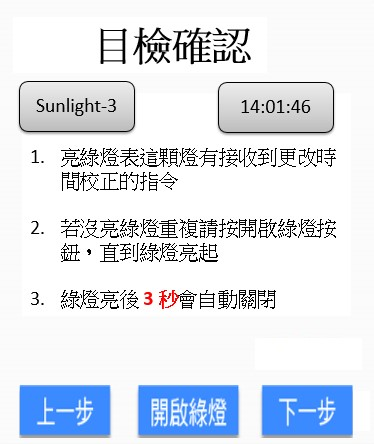 目檢確認
Sunlight-3 14:01:46
1. 亮綠燈表這顆燈有接收到更改時
間校正的指令
2. 若沒亮綠燈重複請按開啟綠燈按
鈕，直到綠燈亮起
3. 綠燈亮後 3 秒會自動關閉
上一步 開啟綠燈 下一步